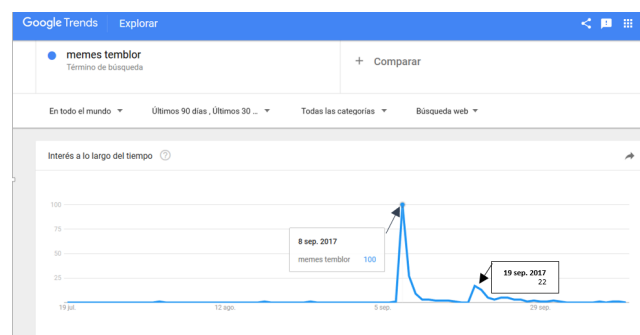 Google Trends Explorar
memes temblor
Término de búsqueda
+ Comparar
En todo el mundo
Últimos 90 días , Últimos 30 ...
Todas las categorías
Búsqueda web
Interés a lo largo del tiempo
100
75
50
25
8 sep. 2017
memes temblor 100
19 sep. 2017
22
19 jul.
12 ago.
5 sep.
29 sep.